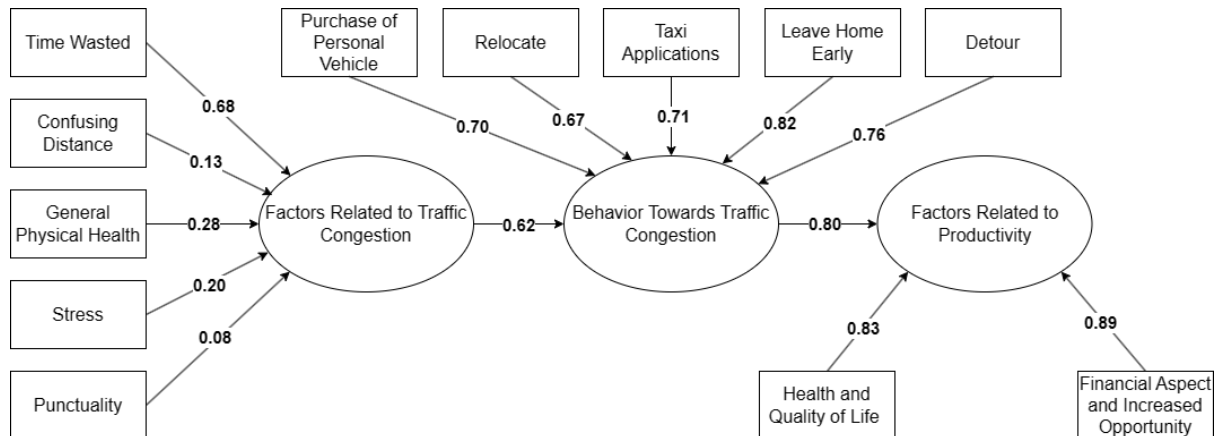 Time Wasted
Purchase of
Personal
Vehicle
Relocate
Taxi
Applications
Leave Home
Early
Detour
0.68
0.70
0.67
0.71
0.82
0.76
Confusing
Distance
0.13
General
Physical Health
0.28
Factors Related to Traffic
Congestion
0.62
Behavior Towards Traffic
Congestion
0.80
Factors Related to
Productivity
Stress
0.20
Punctuality
0.08
0.83
0.89
Health and
Quality of Life
Financial Aspect
and Increased
Opportunity